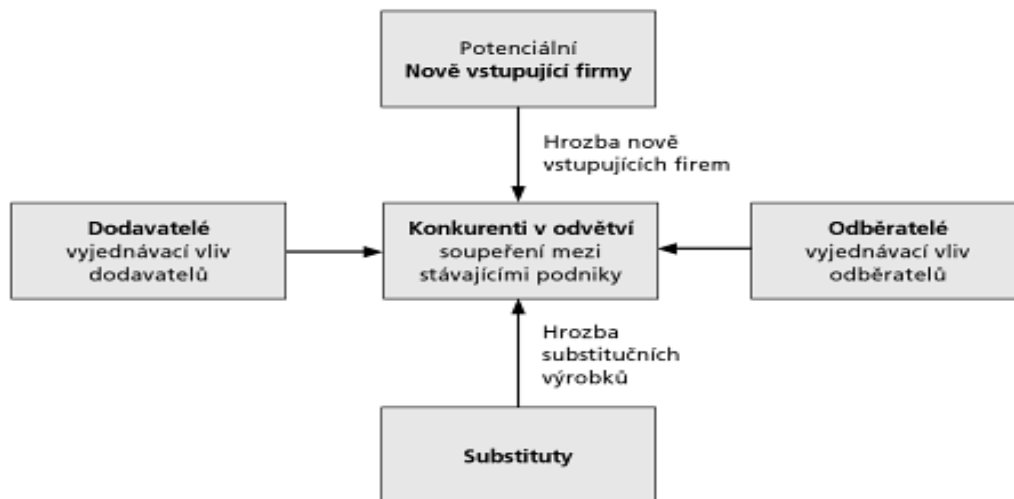 Potenciální
Nově vstupující firmy
Hrozba nově
vstupujících firem
Dodavatelé
vyjednávací vliv
dodavatelů
Konkurenti v odvětví
soupeření mezi
stávajícími podniky
Odběratelé
vyjednávací vliv
odběratelů
Hrozba
substitučních
výrobků
Substituty